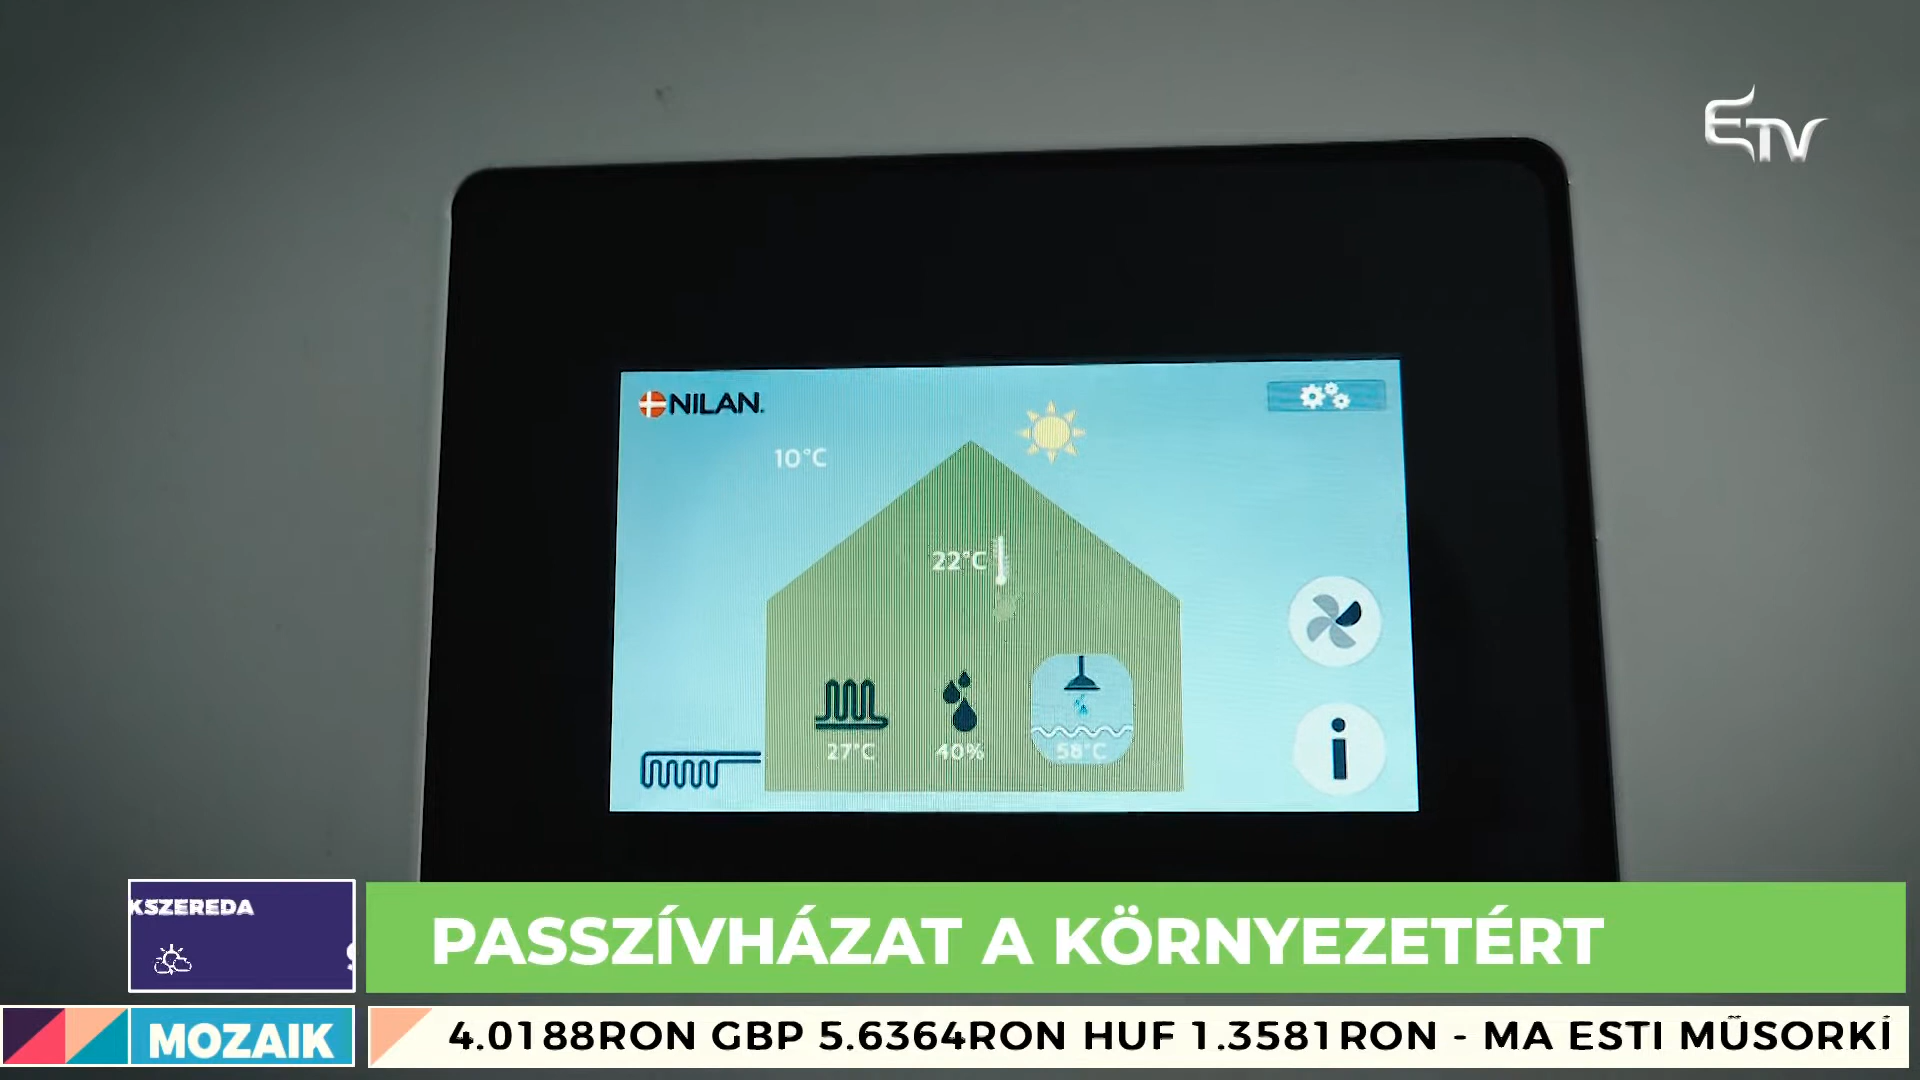 ETV
NILAN
10°C
22°C
27°C
40%
58°C
KSZEREDA
PASSZÍVHÁZAT A KÖRNYEZETÉRT
MOZAIK
4.0188RON GBP 5.6364RON HUF 1.3581RON - MA ESTI MŰSORKÍ